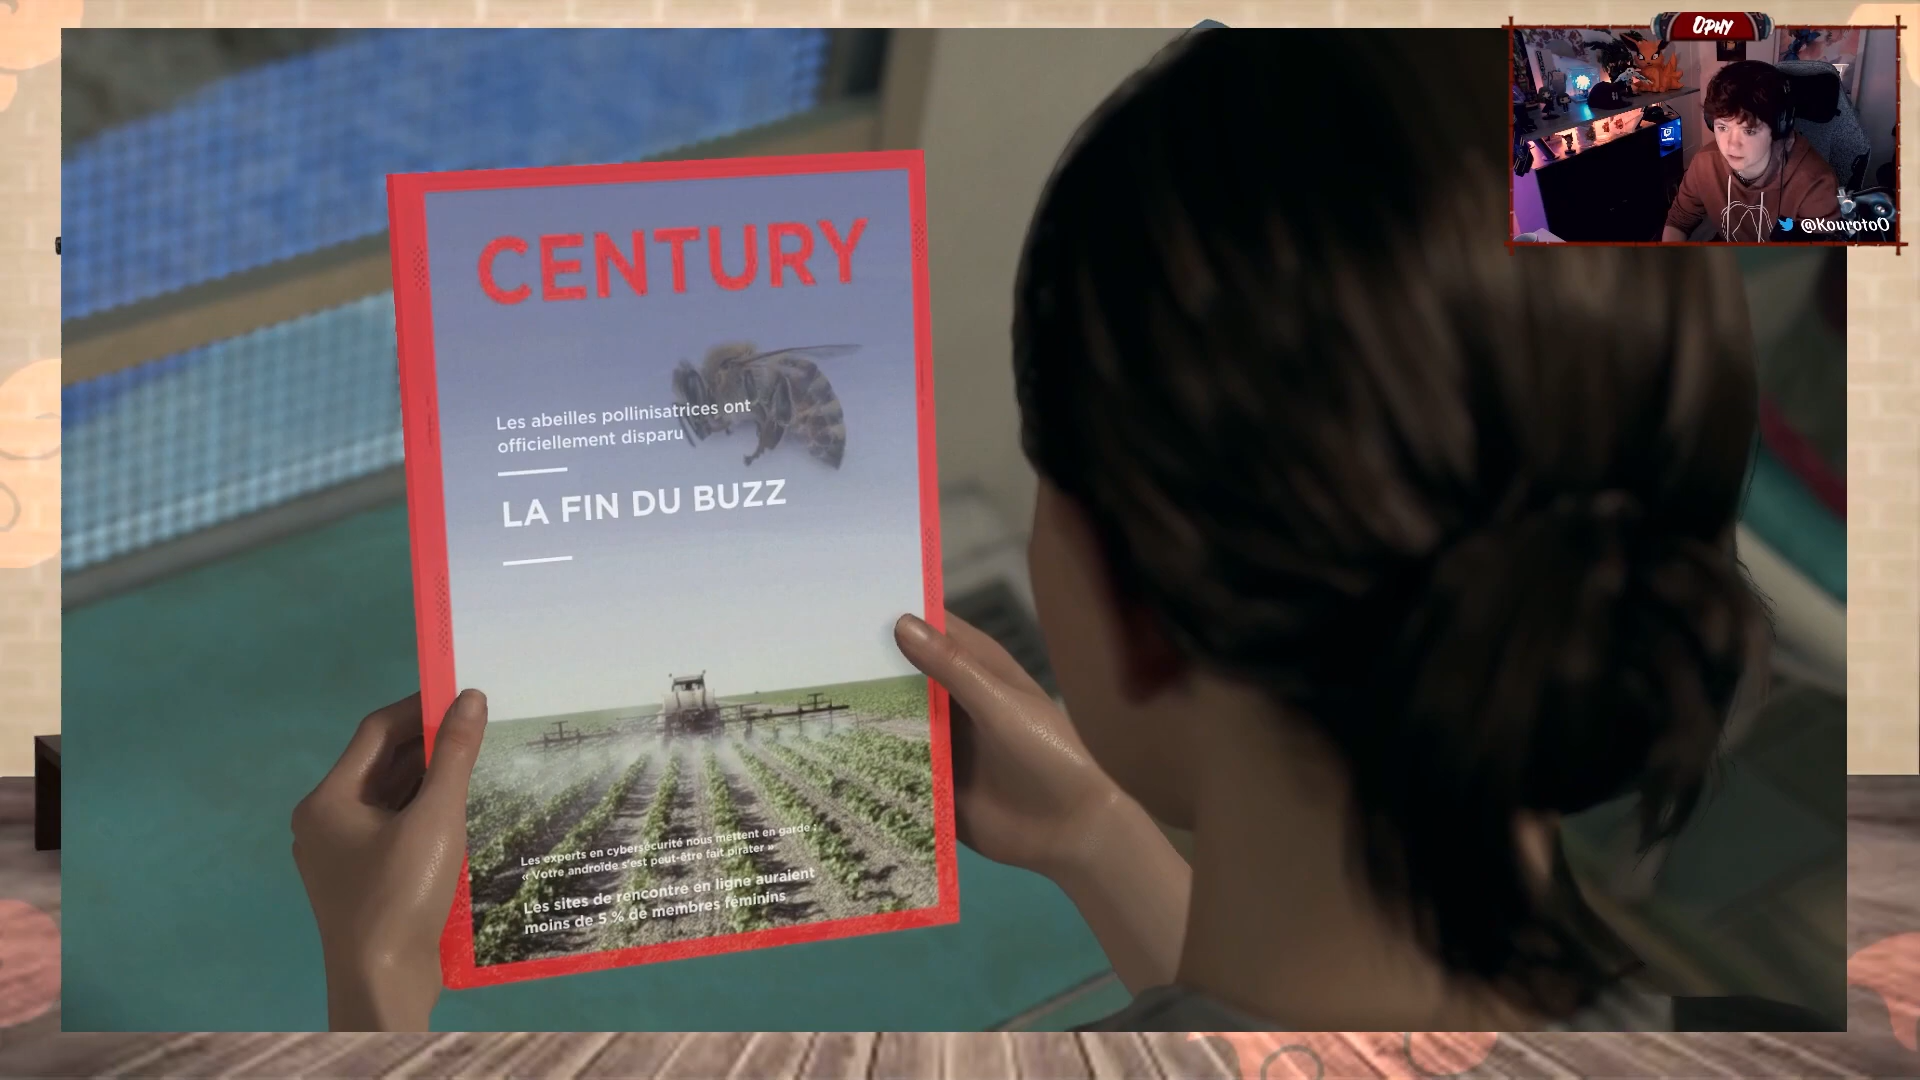 OPHY
@KourotoO
CENTURY
Les abeilles pollinisatrices ont
officiellement disparu
LA FIN DU BUZZ
Les experts en cybersécurité nous mettent en garde :
« Votre androïde s'est peut-être fait pirater »
Les sites de rencontre en ligne auraient
moins de 5 % de membres féminins